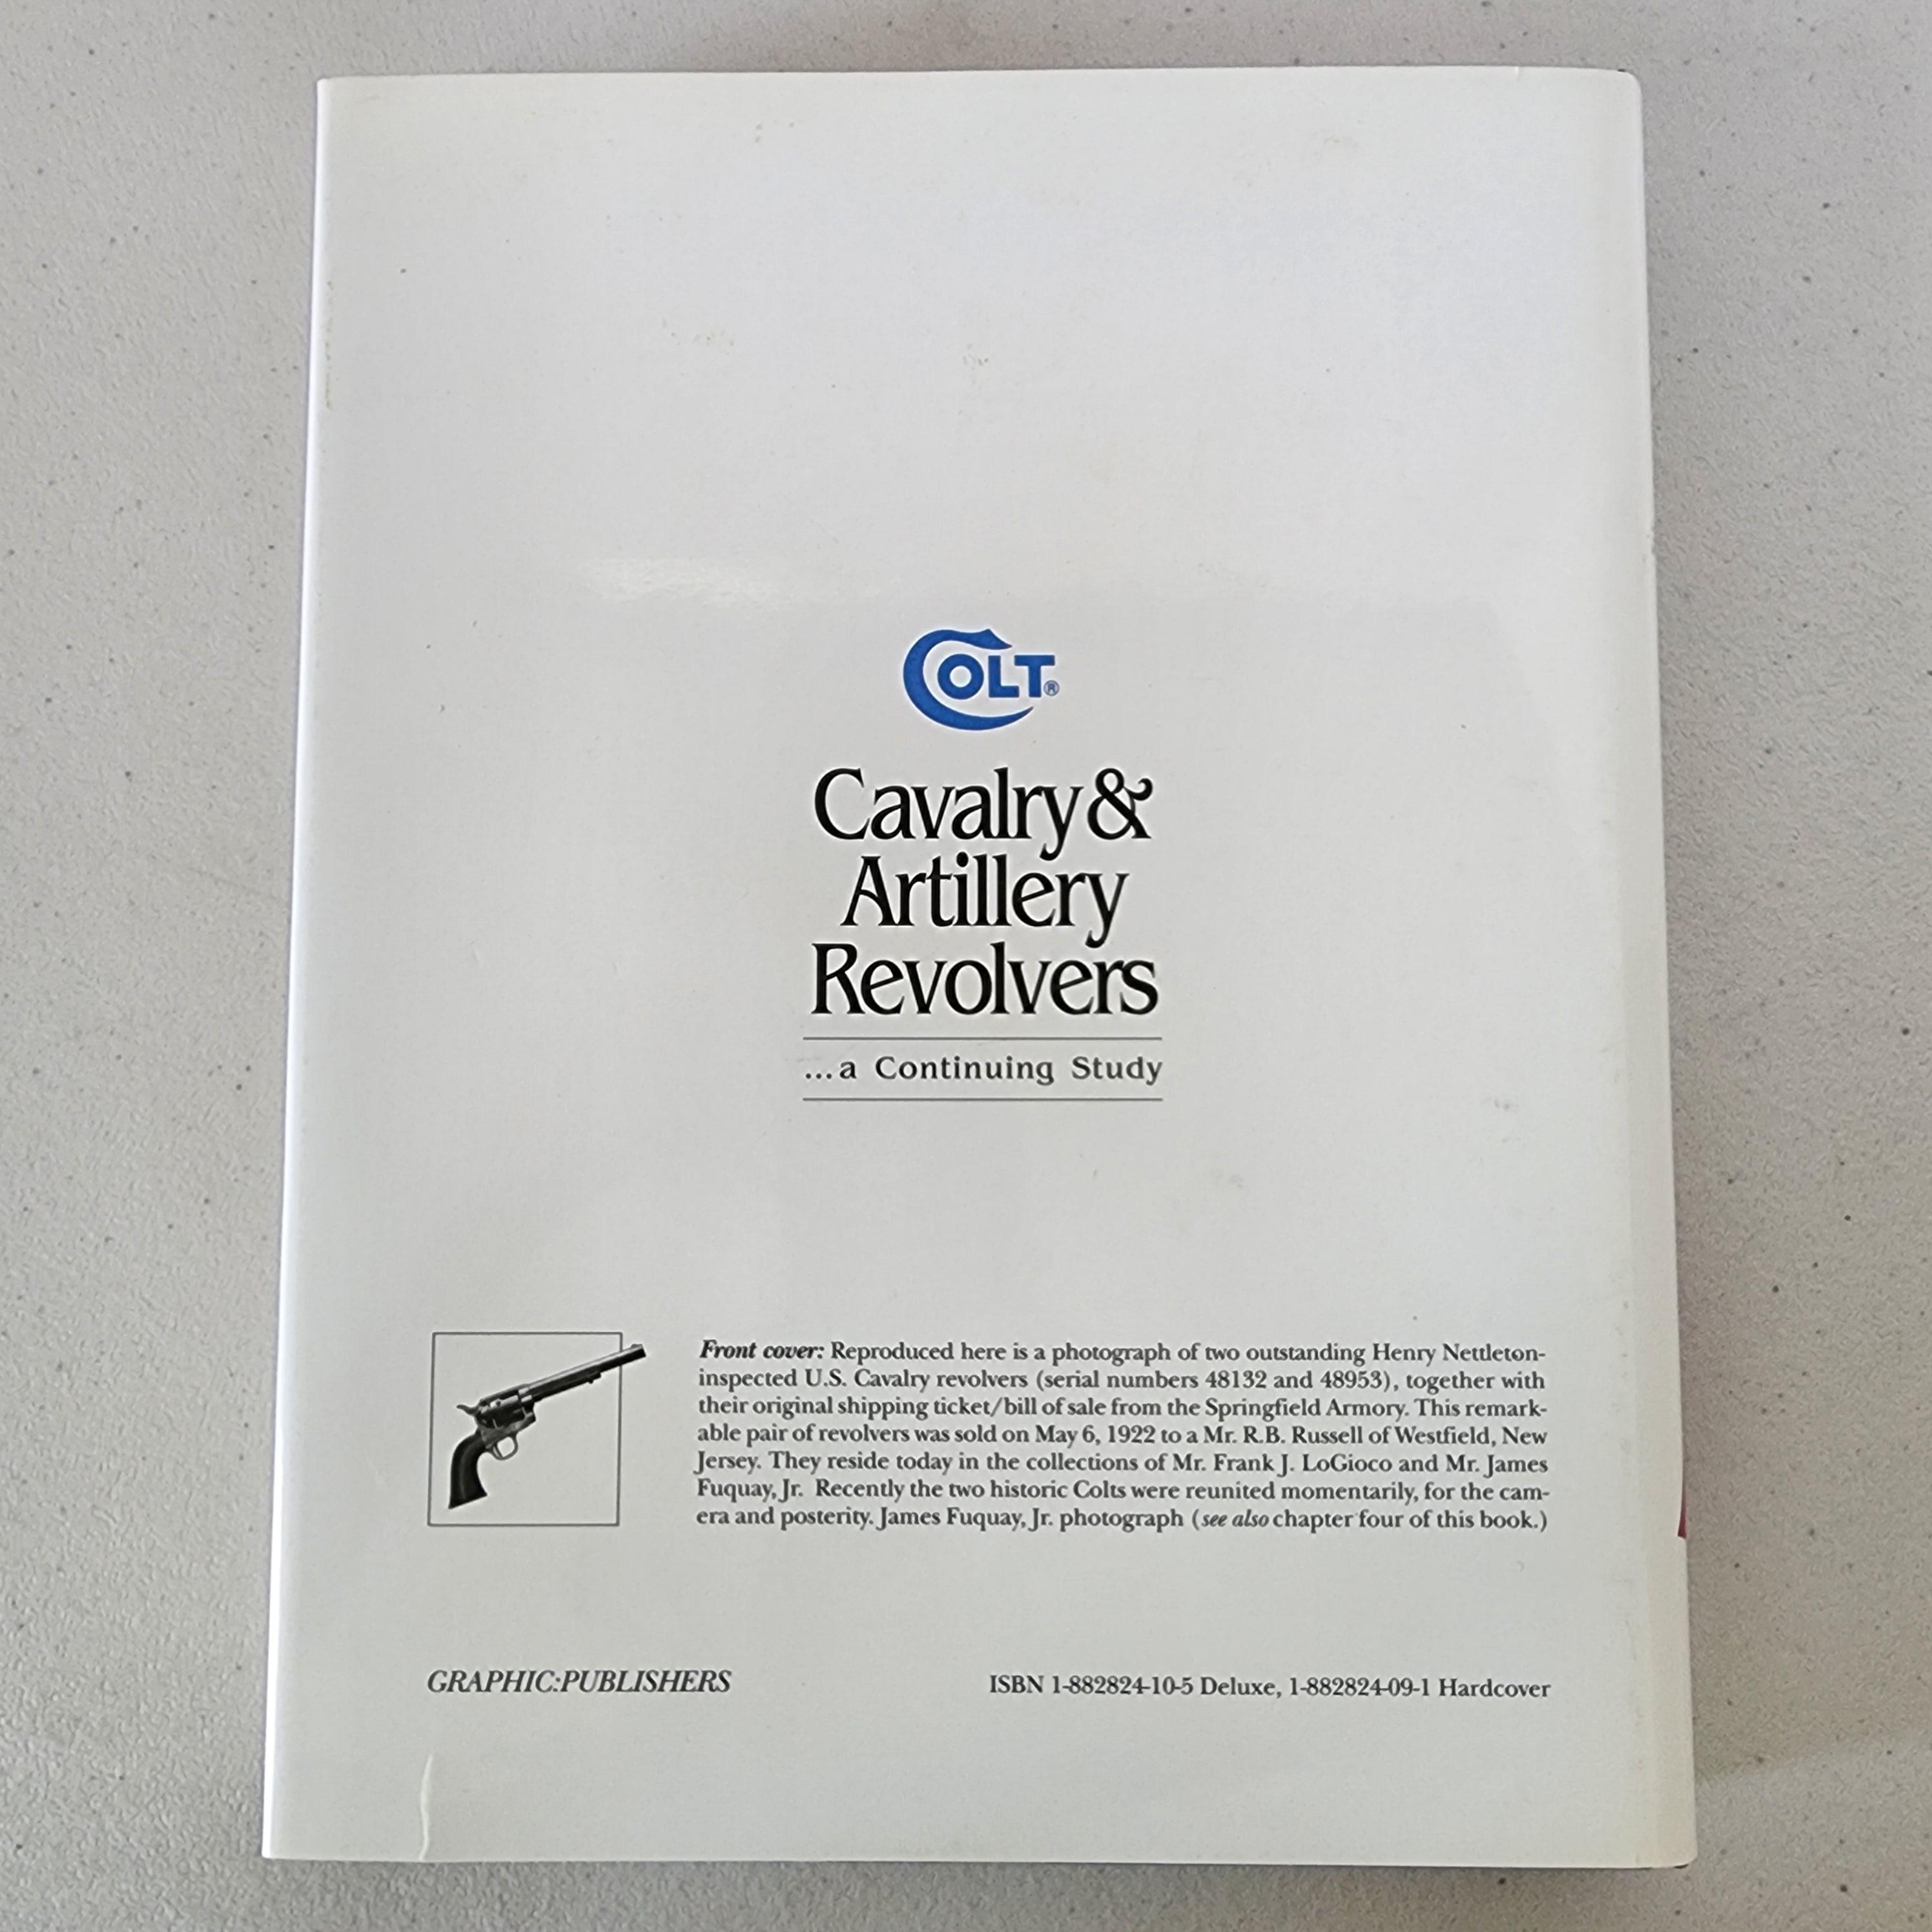 COLT®
Cavalry &
Artillery
Revolvers
...a Continuing Study
Front cover: Reproduced here is a photograph of two outstanding Henry Nettleton-
inspected U.S. Cavalry revolvers (serial numbers 48132 and 48953), together with
their original shipping ticket/bill of sale from the Springfield Armory. This remark-
able pair of revolvers was sold on May 6, 1922 to a Mr. R.B. Russell of Westfield, New
Jersey. They reside today in the collections of Mr. Frank J. LoGioco and Mr. James
Fuquay, Jr. Recently the two historic Colts were reunited momentarily, for the cam-
era and posterity. James Fuquay, Jr. photograph (see also chapter four of this book.)
GRAPHIC:PUBLISHERS
ISBN 1-882824-10-5 Deluxe, 1-882824-09-1 Hardcover